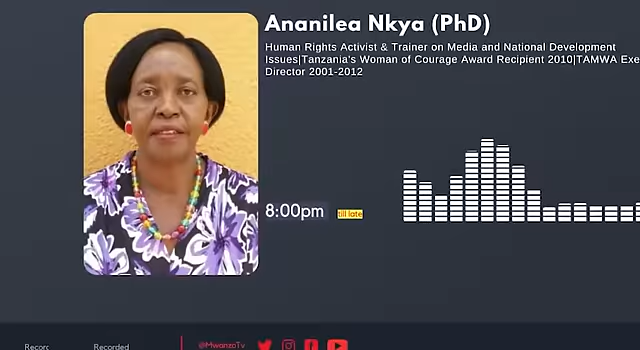 Ananilea Nkya (PhD)
Human Rights Activist & Trainer on Media and National Development
Issues|Tanzania's Woman of Courage Award Recipient 2010|TAMWA Exe
Director 2001-2012
8:00pm till late
Recorc Recorded @MwanzoTv